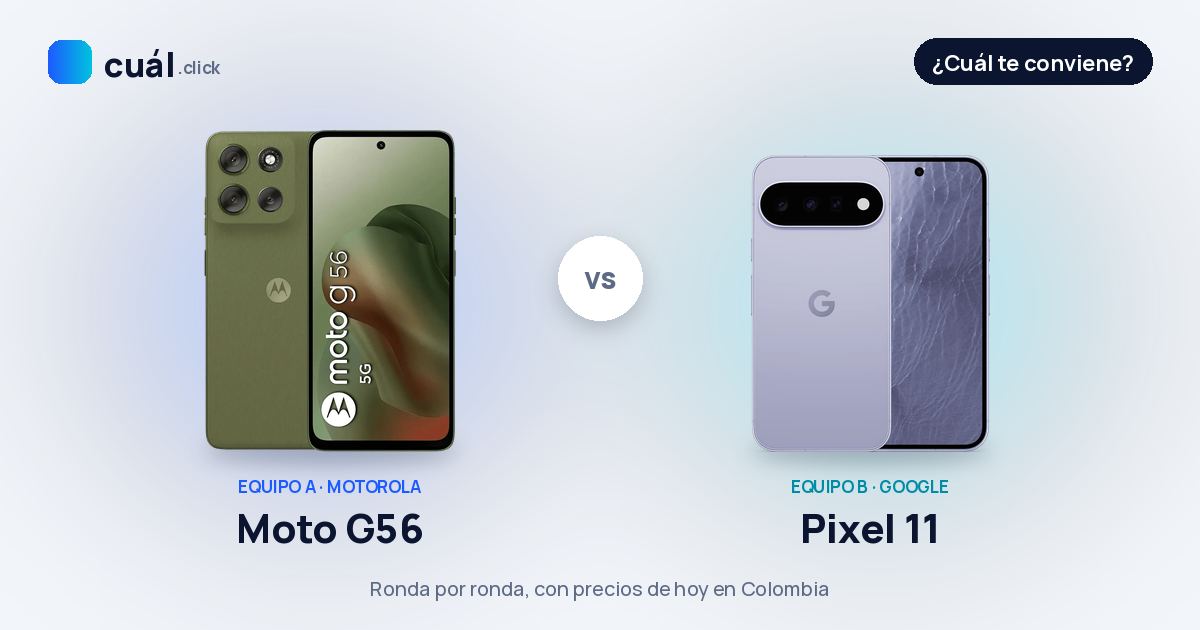 cuál.click
¿Cuál te conviene?
moto g 56
5G
G
vs
EQUIPO A · MOTOROLA
Moto G56
EQUIPO B · GOOGLE
Pixel 11
Ronda por ronda, con precios de hoy en Colombia